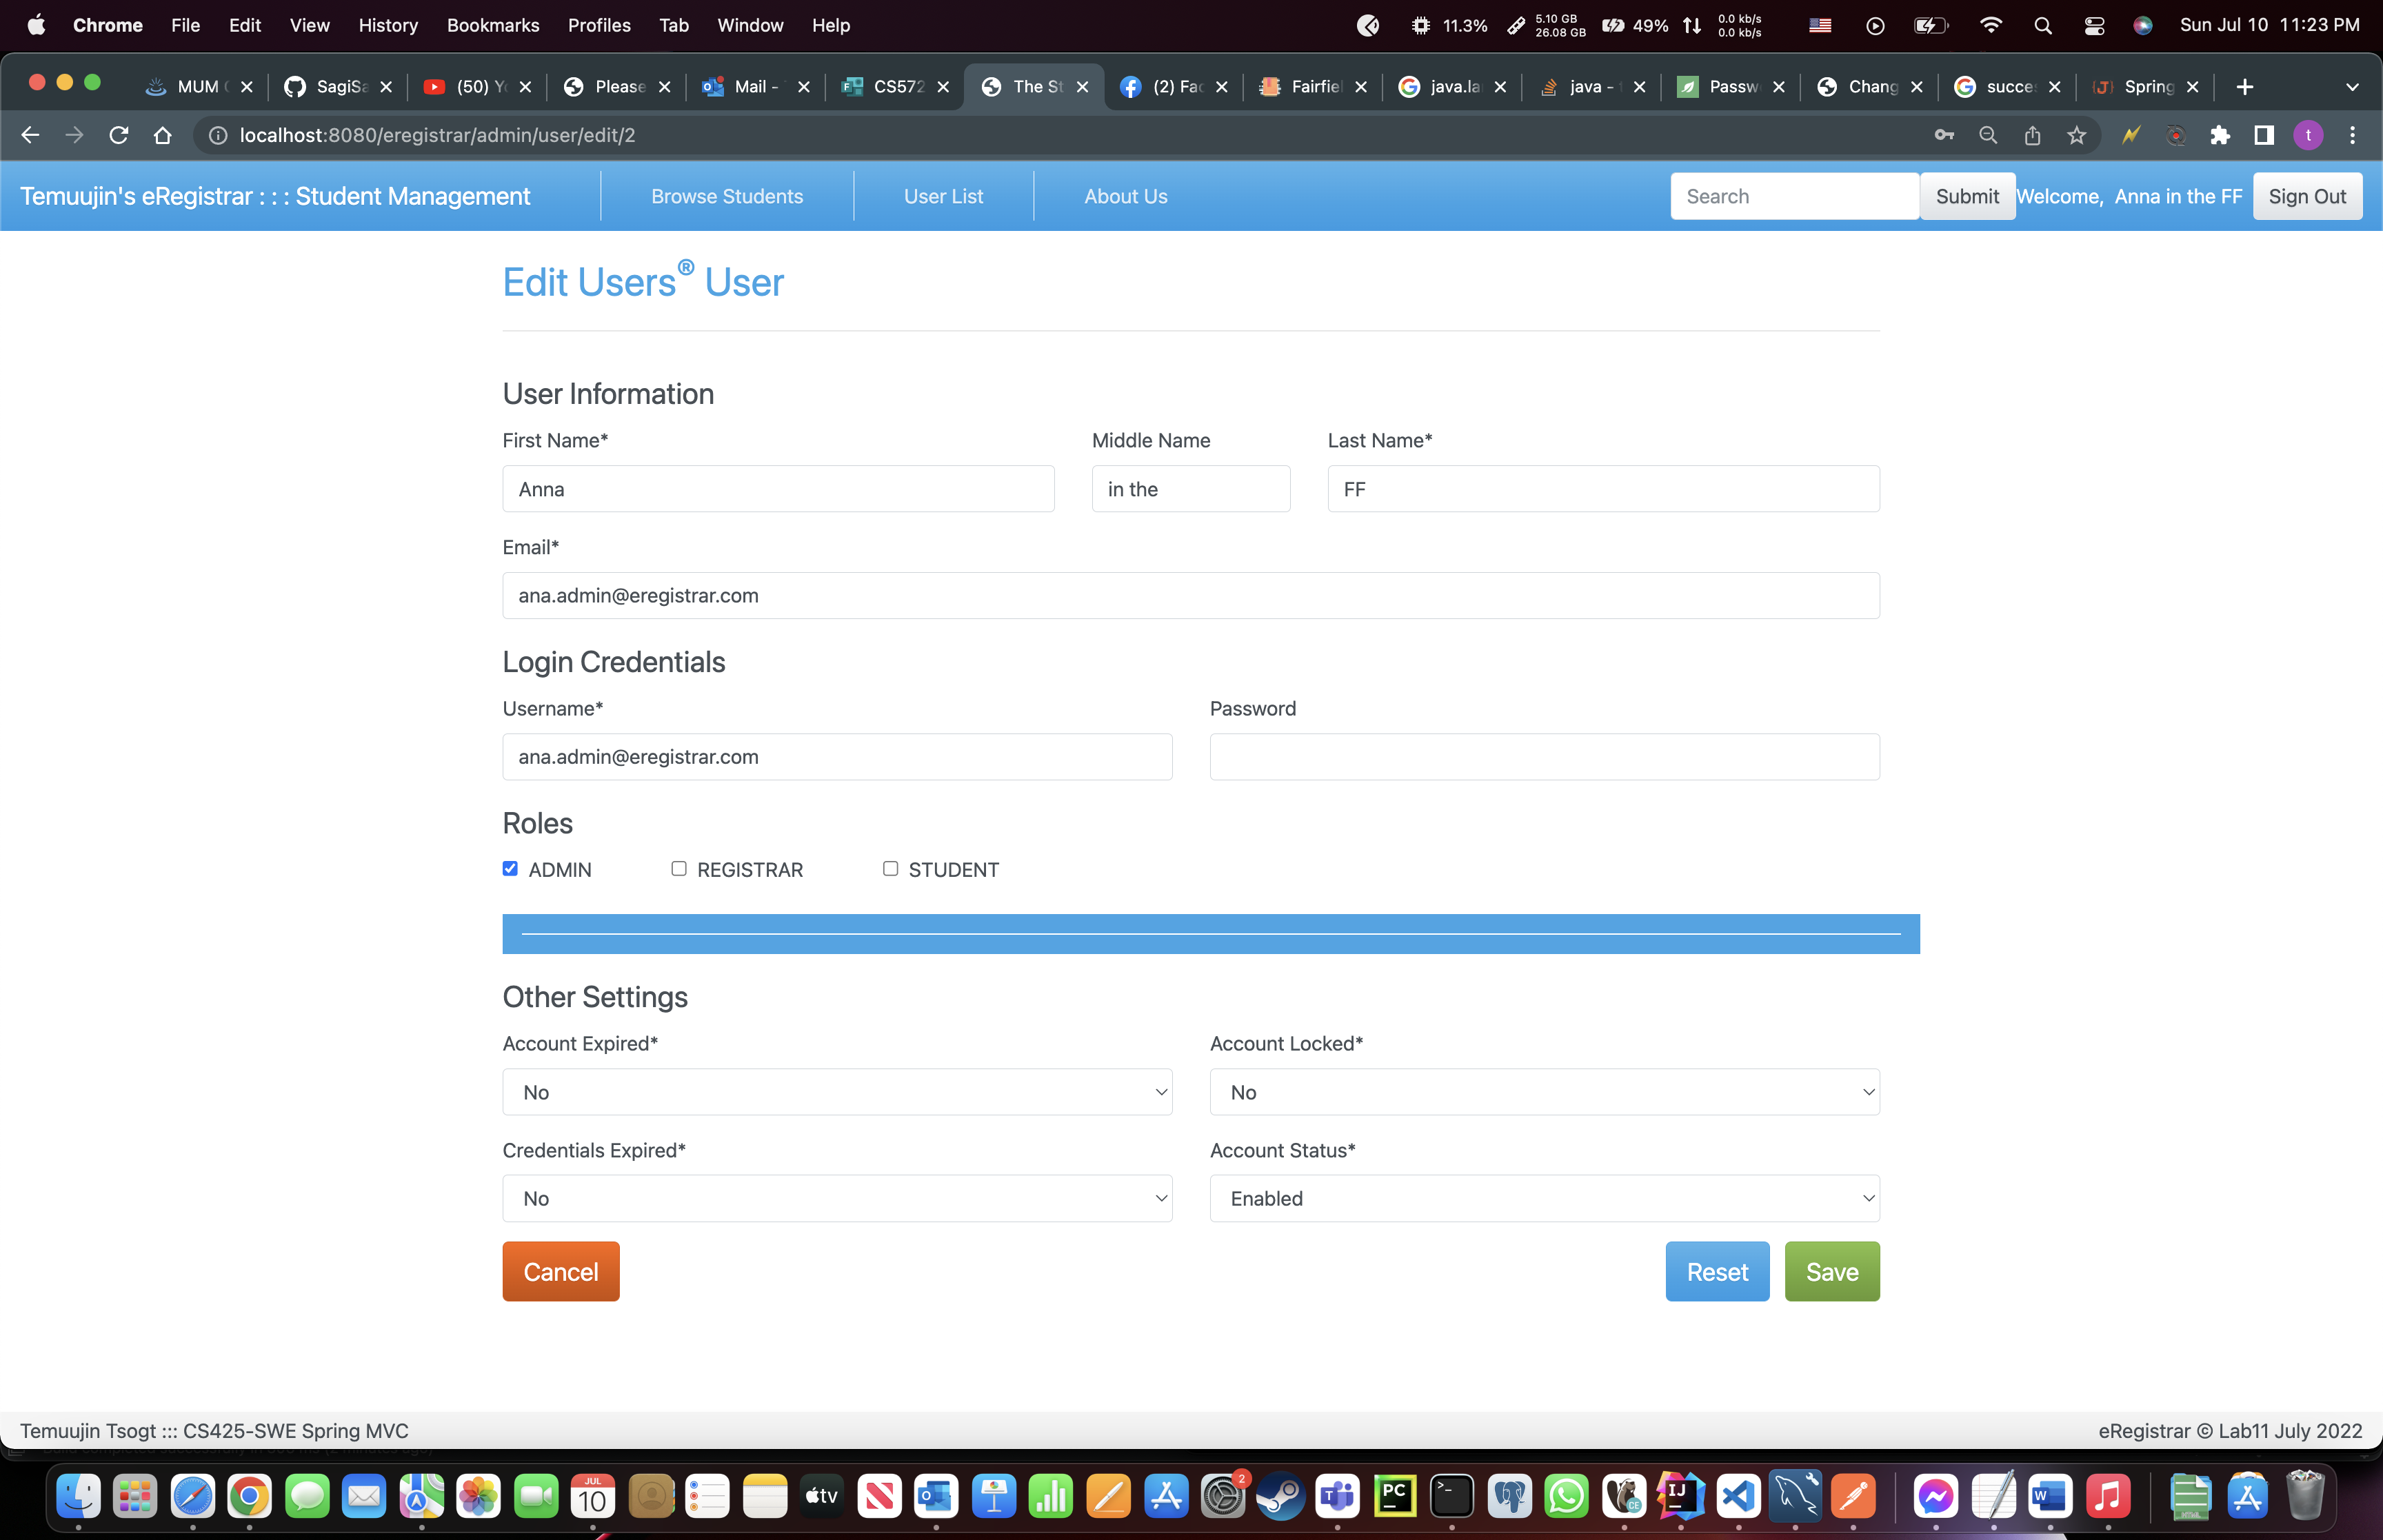 Chrome File Edit View History Bookmarks Profiles Tab Window Help 11.3% 5.10 GB 26.08 GB 49% 0.0 kb/s 0.0 kb/s Sun Jul 10 11:23 PM
MUM SagiSa (50) Please Mail - CS572 The St (2) Fac Fairfiel java.la java - Passw Chang succe Spring
localhost:8080/eregistrar/admin/user/edit/2 t
Temuujin's eRegistrar : : : Student Management Browse Students User List About Us Search Submit Welcome, Anna in the FF Sign Out
Edit Users® User
User Information
First Name* Middle Name Last Name*
Anna in the FF
Email*
ana.admin@eregistrar.com
Login Credentials
Username* Password
ana.admin@eregistrar.com
Roles
ADMIN REGISTRAR STUDENT
Other Settings
Account Expired* Account Locked*
No No
Credentials Expired* Account Status*
No Enabled
Cancel Reset Save
Temuujin Tsogt ::: CS425-SWE Spring MVC eRegistrar © Lab11 July 2022
JUL 10 tv 2 PC CE IJ W